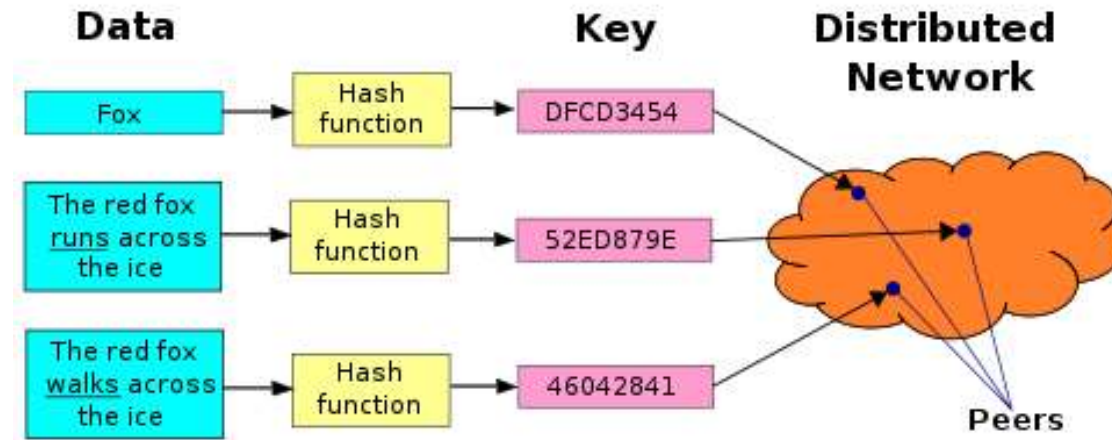 Data
Key
Distributed
Network
Fox
Hash
function
DFCD3454
The red fox
runs across
the ice
Hash
function
52ED879E
The red fox
walks across
the ice
Hash
function
46042841
Peers